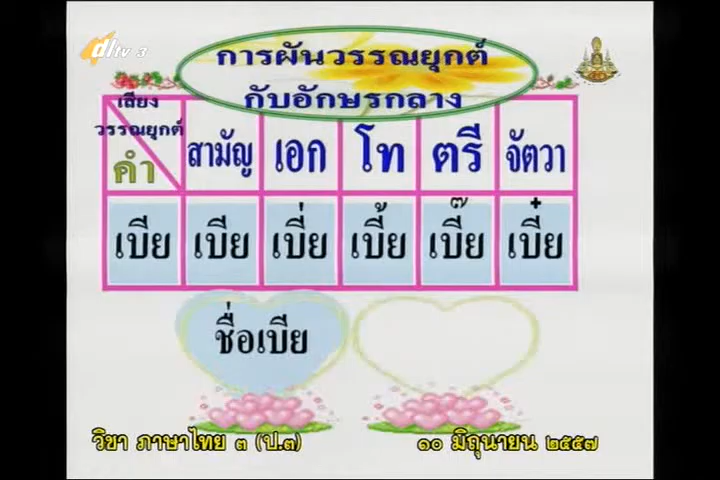 dltv 3
การผันวรรณยุกต์
กับอักษรกลาง
เสียง
วรรณยุกต์
คำ
สามัญ เอก โท ตรี จัตวา
เบีย เบีย เบี่ย เบี้ย เบี๊ย เบี๋ย
ชื่อเบีย
วิชา ภาษาไทย ๓ (ป.๓) ๑๐ มิถุนายน ๒๕๕๗